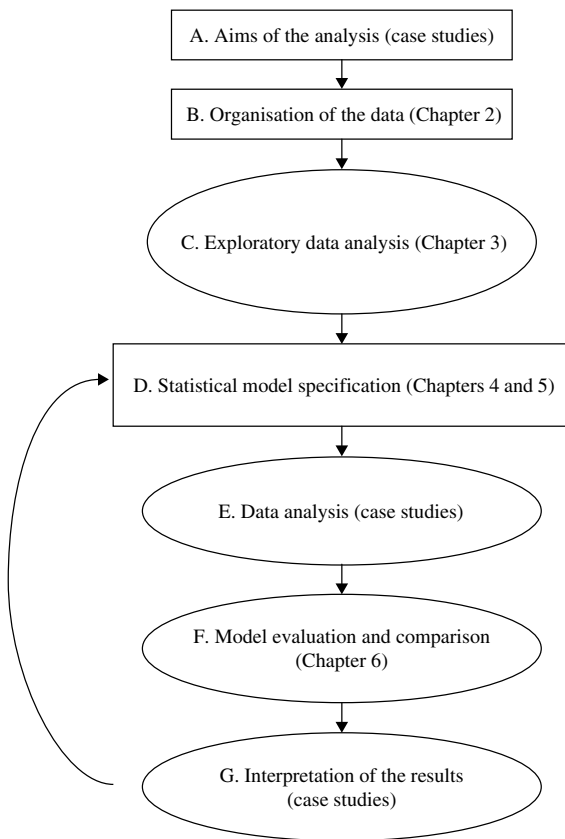 A. Aims of the analysis (case studies)
B. Organisation of the data (Chapter 2)
C. Exploratory data analysis (Chapter 3)
D. Statistical model specification (Chapters 4 and 5)
E. Data analysis (case studies)
F. Model evaluation and comparison
(Chapter 6)
G. Interpretation of the results
(case studies)